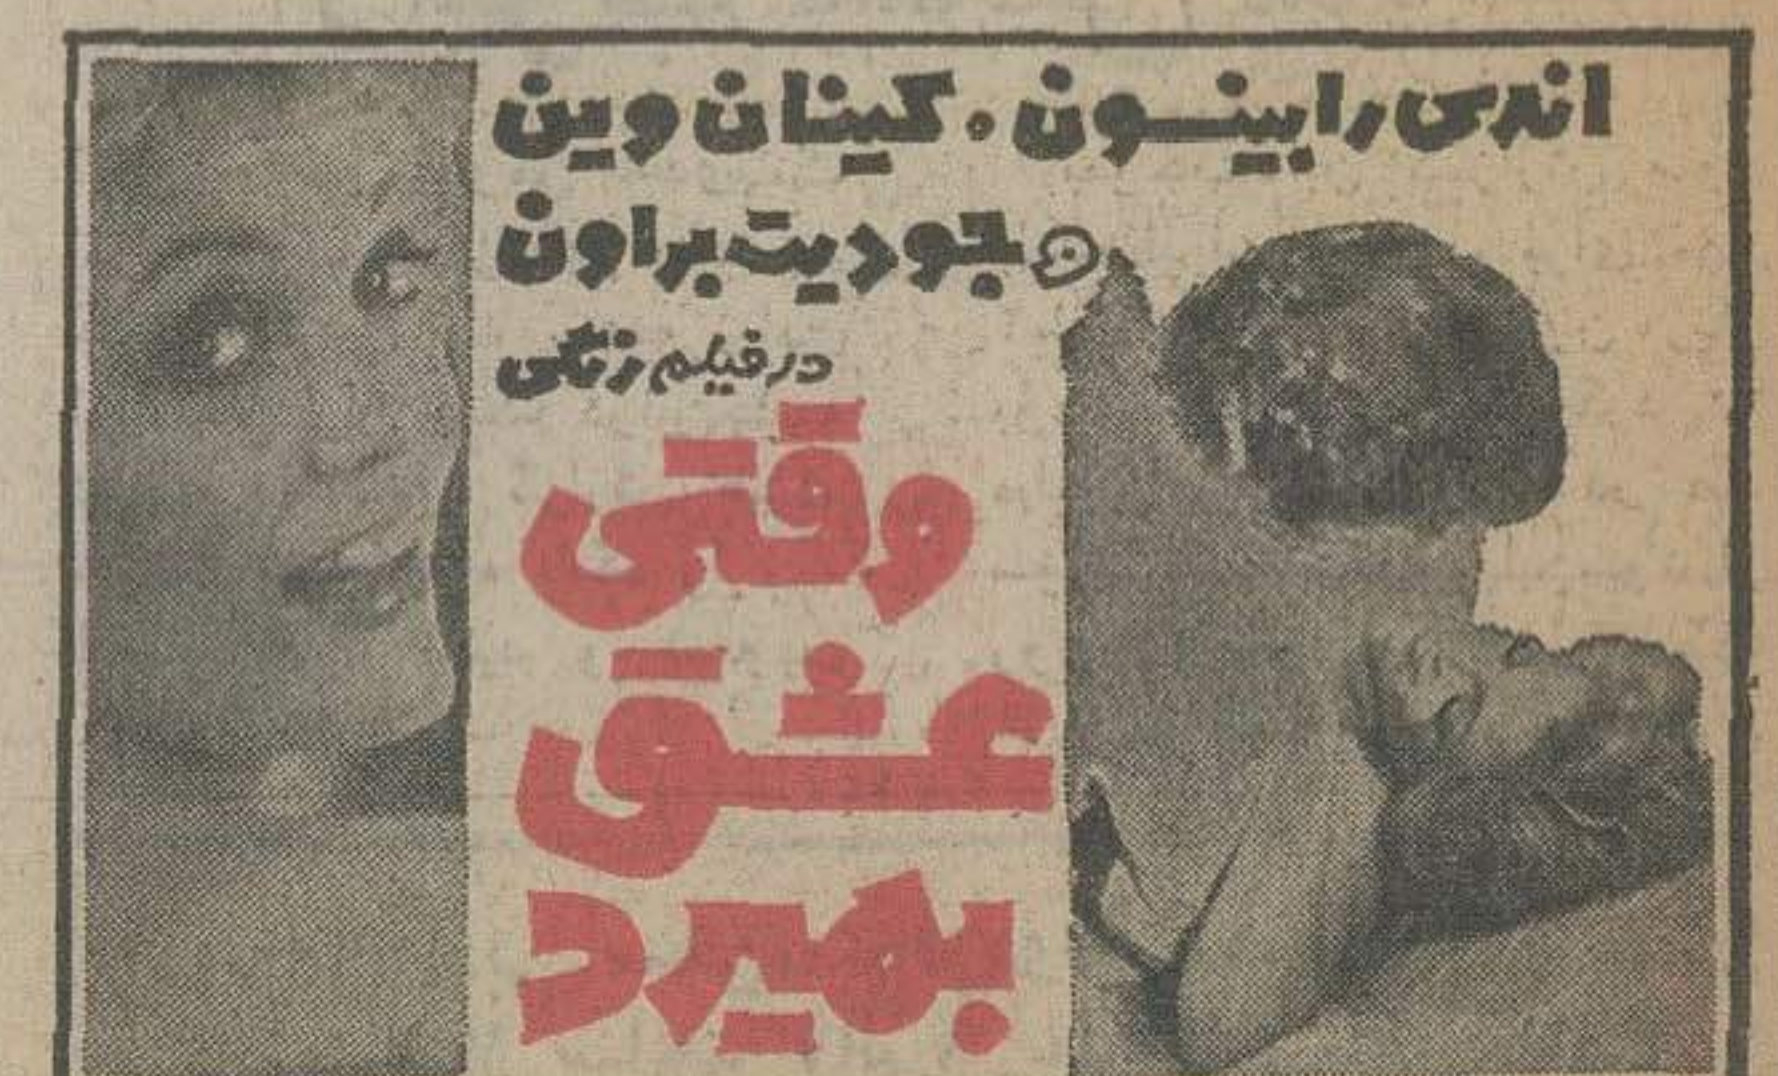 اندی رابینسون . کینان وین
و جودیت براون
در فیلم رنگی
وقتی
عشق
بمیرد